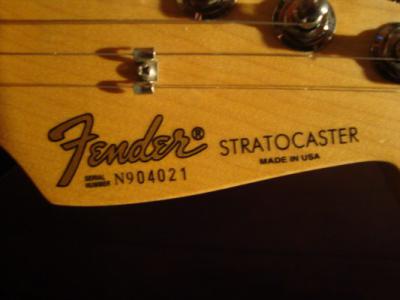 Fender® STRATOCASTER
MADE IN USA
SERIAL NUMBER N904021